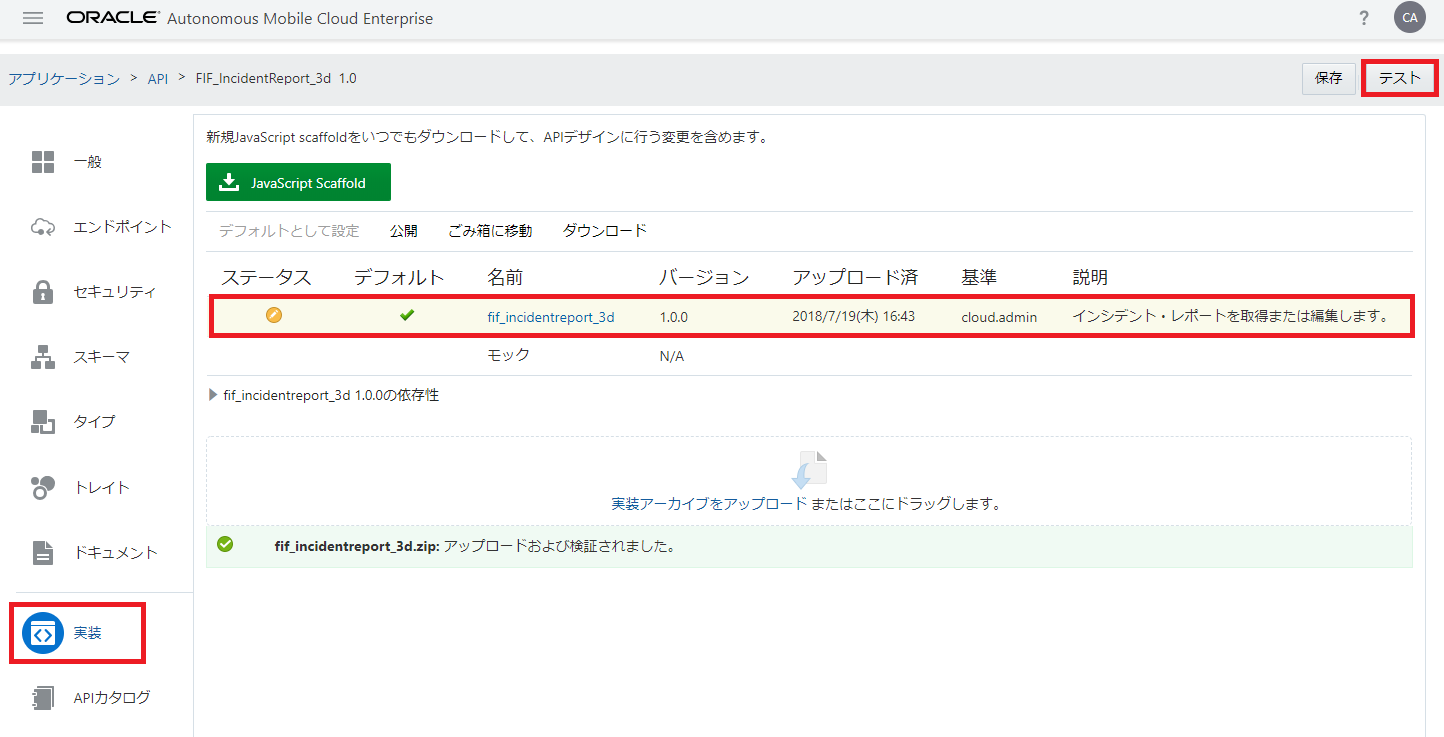 ORACLE® Autonomous Mobile Cloud Enterprise
? CA
アプリケーション > API > FIF_IncidentReport_3d 1.0
保存 テスト
新規JavaScript scaffoldをいつでもダウンロードして、APIデザインに行う変更を含めます。
JavaScript Scaffold
デフォルトとして設定 公開 ごみ箱に移動 ダウンロード
ステータス デフォルト 名前 バージョン アップロード済 基準 説明
fif_incidentreport_3d 1.0.0 2018/7/19(木) 16:43 cloud.admin インシデント・レポートを取得または編集します。
モック N/A
fif_incidentreport_3d 1.0.0の依存性
実装アーカイブをアップロード またはここにドラッグします。
fif_incidentreport_3d.zip: アップロードおよび検証されました。
一般
エンドポイント
セキュリティ
スキーマ
タイプ
トレイト
ドキュメント
実装
APIカタログ